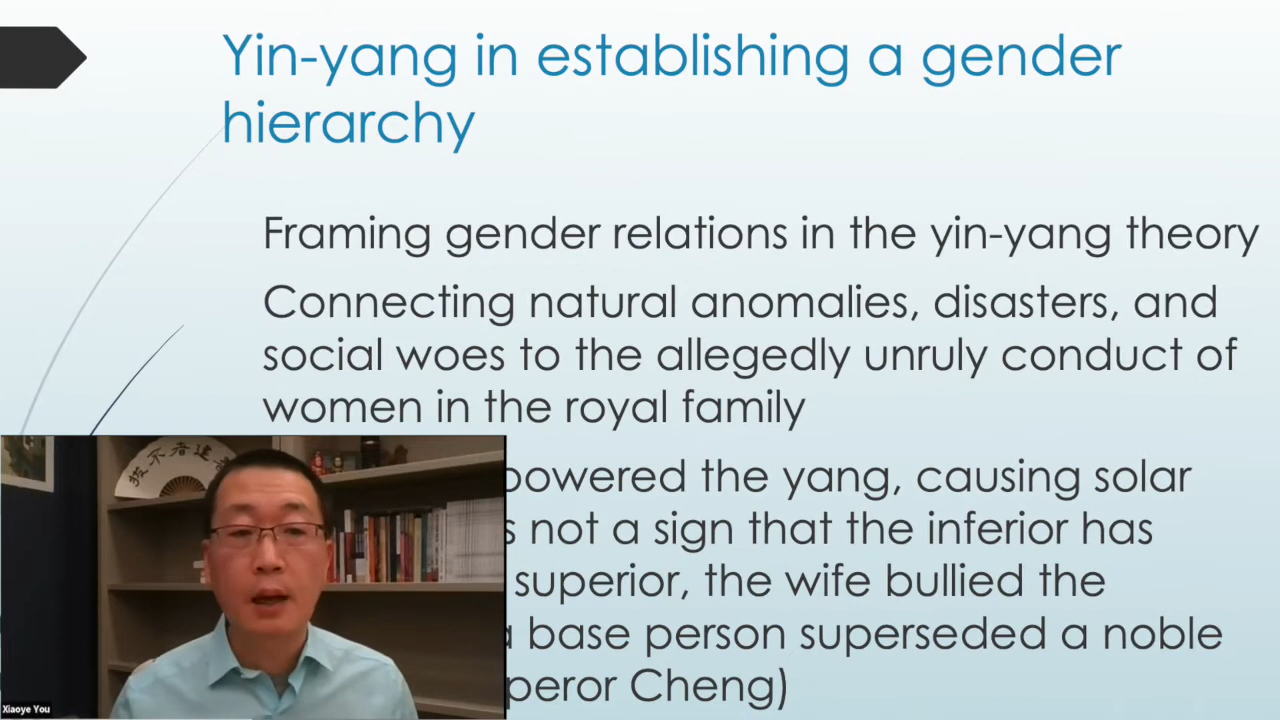 Yin-yang in establishing a gender
hierarchy
Framing gender relations in the yin-yang theory
Connecting natural anomalies, disasters, and
social woes to the allegedly unruly conduct of
women in the royal family
powered the yang, causing solar
not a sign that the inferior has
superior, the wife bullied the
base person superseded a noble
peror Cheng)
Xiaoye You